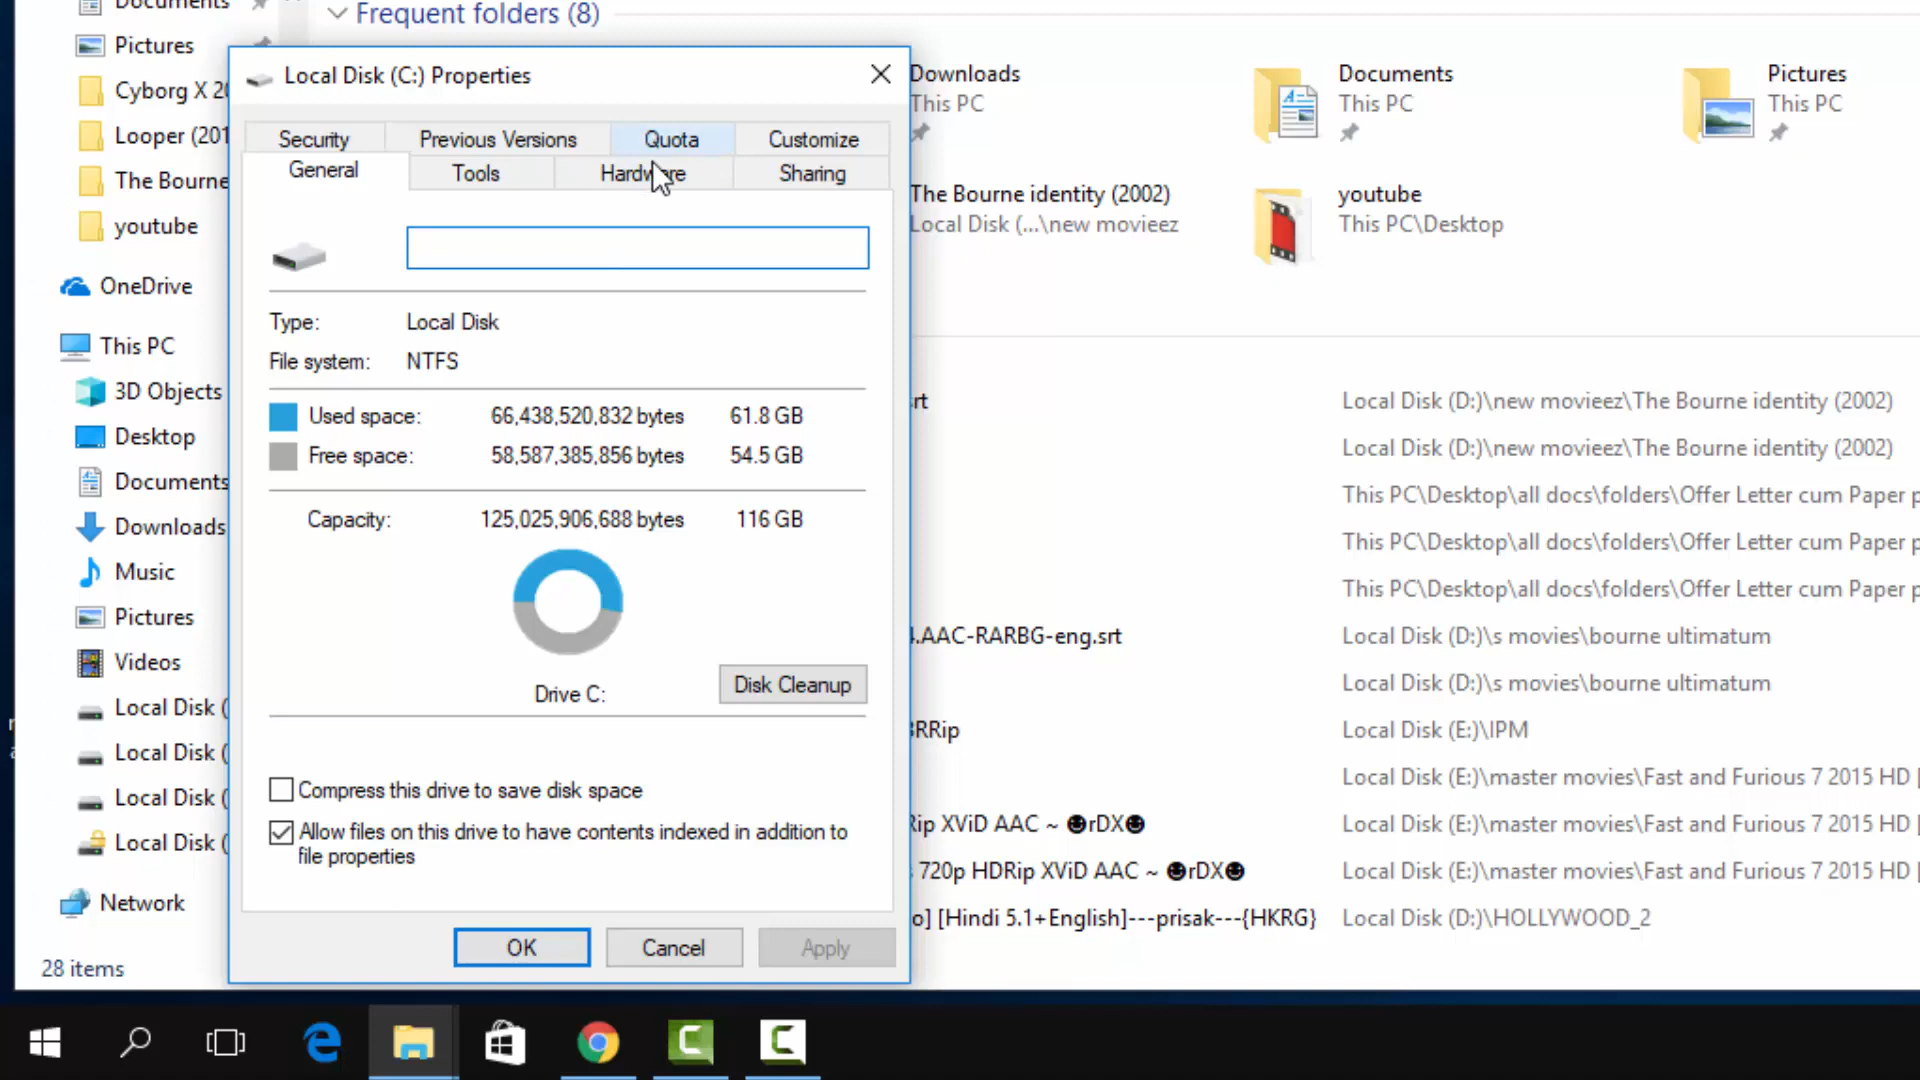 Documents
Pictures
Cyborg X 20
Looper (201
The Bourne
youtube
OneDrive
This PC
3D Objects
Desktop
Documents
Downloads
Music
Pictures
Videos
Local Disk (
Local Disk (
Local Disk (
Local Disk (
Network
28 items
Frequent folders (8)
Local Disk (C:) Properties
Security
Previous Versions
Quota
Customize
General
Tools
Hardware
Sharing
Type: Local Disk
File system: NTFS
Used space: 66,438,520,832 bytes 61.8 GB
Free space: 58,587,385,856 bytes 54.5 GB
Capacity: 125,025,906,688 bytes 116 GB
Drive C:
Disk Cleanup
Compress this drive to save disk space
Allow files on this drive to have contents indexed in addition to
file properties
OK
Cancel
Apply
Downloads
This PC
Documents
This PC
Pictures
This PC
The Bourne identity (2002)
Local Disk (...\new movieez
youtube
This PC\Desktop
rt Local Disk (D:)\new movieez\The Bourne identity (2002)
Local Disk (D:)\new movieez\The Bourne identity (2002)
This PC\Desktop\all docs\folders\Offer Letter cum Paper p
This PC\Desktop\all docs\folders\Offer Letter cum Paper p
This PC\Desktop\all docs\folders\Offer Letter cum Paper p
.AAC-RARBG-eng.srt Local Disk (D:)\s movies\bourne ultimatum
Local Disk (D:)\s movies\bourne ultimatum
RRip Local Disk (E:)\IPM
Local Disk (E:)\master movies\Fast and Furious 7 2015 HD [
ip XViD AAC ~ ☻rDX☻ Local Disk (E:)\master movies\Fast and Furious 7 2015 HD [
720p HDRip XViD AAC ~ ☻rDX☻ Local Disk (E:)\master movies\Fast and Furious 7 2015 HD [
o] [Hindi 5.1+English]---prisak---{HKRG} Local Disk (D:)\HOLLYWOOD_2